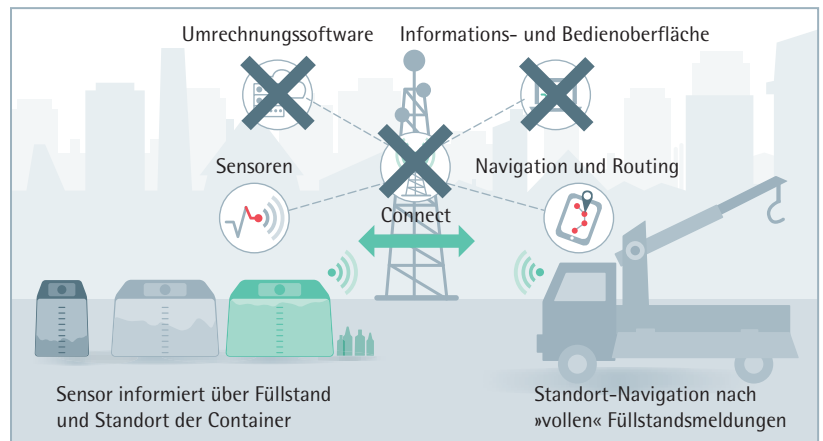 Umrechnungssoftware
Informations- und Bedienoberfläche
Sensoren
Navigation und Routing
Connect
Sensor informiert über Füllstand
und Standort der Container
Standort-Navigation nach
»vollen« Füllstandsmeldungen